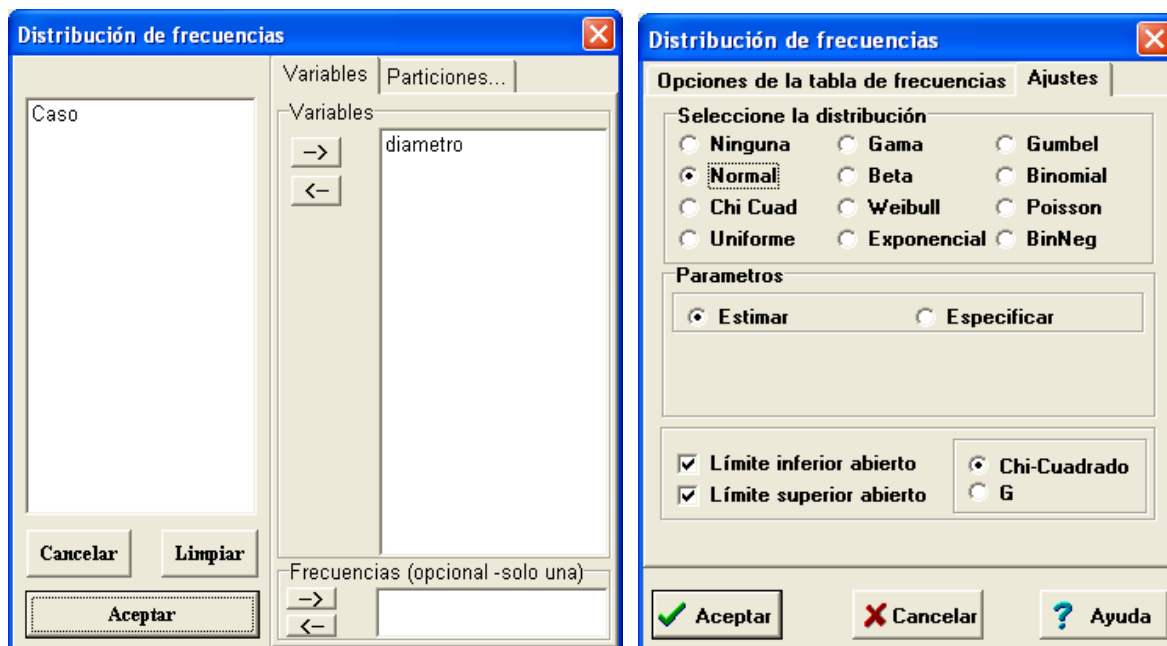 Distribución de frecuencias
Variables
Particiones...
Caso
Variables
–>
<–
diametro
Cancelar
Limpiar
Aceptar
Frecuencias (opcional -solo una)
–>
<–
Distribución de frecuencias
Opciones de la tabla de frecuencias
Ajustes
Seleccione la distribución
Ninguna Gama Gumbel
Normal Beta Binomial
Chi Cuad Weibull Poisson
Uniforme Exponencial BinNeg
Parametros
Estimar Especificar
Límite inferior abierto
Límite superior abierto
Chi-Cuadrado
G
Aceptar
Cancelar
? Ayuda